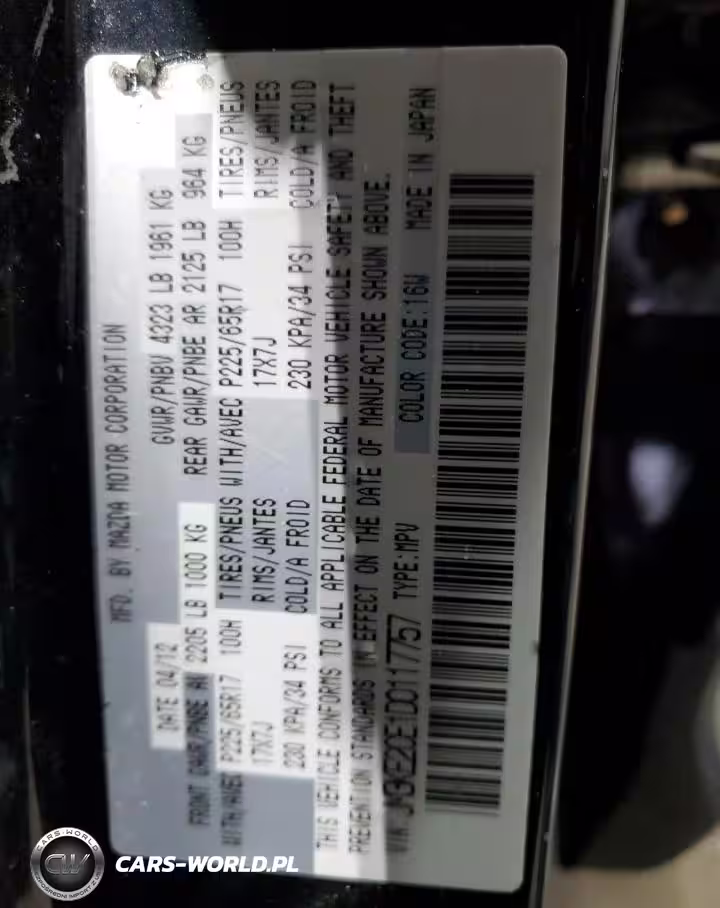 MFD. BY MAZDA MOTOR CORPORATION
DATE 04/12 GVWR/PNBV 4323 LB 1961 KG
FRONT GAWR/PNBE AV 2205 LB 1000 KG REAR GAWR/PNBE AR 2125 LB 964 KG
WITH/AVEC P225/65R17 100H TIRES/PNEUS WITH/AVEC P225/65R17 100H TIRES/PNEUS
17X7J RIMS/JANTES 17X7J RIMS/JANTES
230 KPA/34 PSI COLD/A FROID 230 KPA/34 PSI COLD/A FROID
THIS VEHICLE CONFORMS TO ALL APPLICABLE FEDERAL MOTOR VEHICLE SAFETY AND THEFT
PREVENTION STANDARDS IN EFFECT ON THE DATE OF MANUFACTURE SHOWN ABOVE.
VIN: TYPE:MPV COLOR CODE:16W MADE IN JAPAN
CARS-WORLD
CW
CARS-WORLD.PL